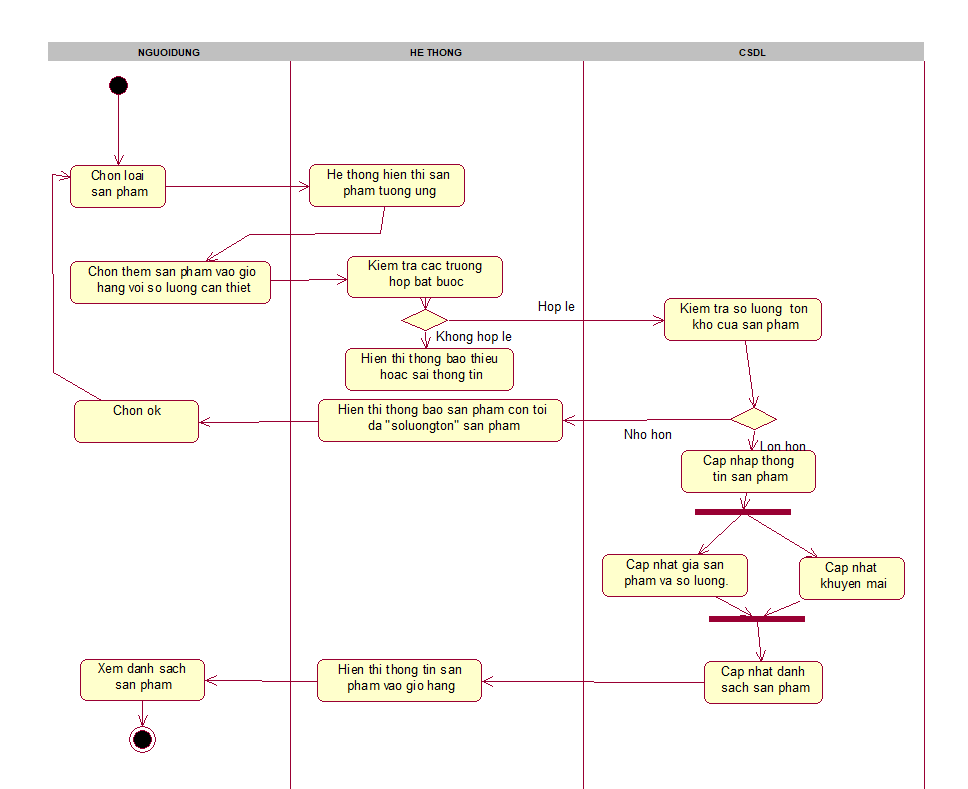 NGUOIDUNG
HE THONG
CSDL
Chon loai
san pham
He thong hien thi san
pham tuong ung
Chon them san pham vao gio
hang voi so luong can thiet
Kiem tra cac truong
hop bat buoc
Hop le
Kiem tra so luong ton
kho cua san pham
Khong hop le
Hien thi thong bao thieu
hoac sai thong tin
Chon ok
Hien thi thong bao san pham con toi
da "soluongton" san pham
Nho hon
Lon hon
Cap nhap thong
tin san pham
Cap nhat gia san
pham va so luong.
Cap nhat
khuyen mai
Xem danh sach
san pham
Hien thi thong tin san
pham vao gio hang
Cap nhat danh
sach san pham